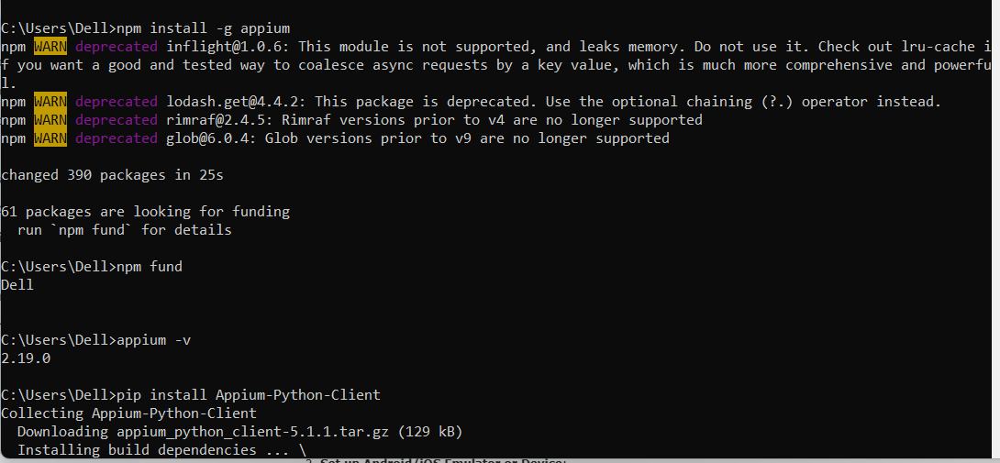 C:\Users\Dell>npm install -g appium
npm WARN deprecated inflight@1.0.6: This module is not supported, and leaks memory. Do not use it. Check out lru-cache i
f you want a good and tested way to coalesce async requests by a key value, which is much more comprehensive and powerfu
l.
npm WARN deprecated lodash.get@4.4.2: This package is deprecated. Use the optional chaining (?.) operator instead.
npm WARN deprecated rimraf@2.4.5: Rimraf versions prior to v4 are no longer supported
npm WARN deprecated glob@6.0.4: Glob versions prior to v9 are no longer supported
changed 390 packages in 25s
61 packages are looking for funding
  run `npm fund` for details
C:\Users\Dell>npm fund
Dell
C:\Users\Dell>appium -v
2.19.0
C:\Users\Dell>pip install Appium-Python-Client
Collecting Appium-Python-Client
  Downloading appium_python_client-5.1.1.tar.gz (129 kB)
  Installing build dependencies ... \
Set up Android/iOS Emulator or Device: